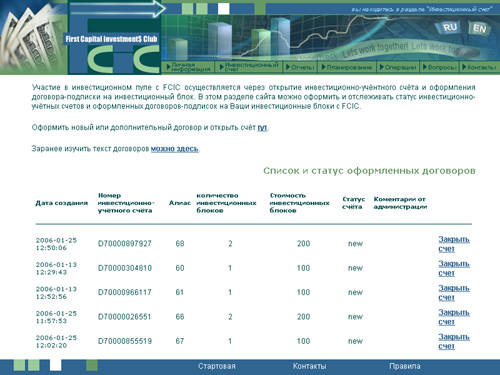 вы находитесь в разделе "Инвестиционный счет"
First Capital InvestmentS Club
RU EN
Let's work together! Let's work tog
Личная информация Инвестиционный счет Отчеты Планирование Операции Вопросы Контакты
Участие в инвестиционном пуле с FCIC осуществляется через открытие инвестиционно-учётного счёта и оформления
договора-подписки на инвестиционный блок. В этом разделе сайта можно оформить и отслеживать статус инвестиционно-
учётных счетов и оформленных договоров-подписок на Ваши инвестиционные блоки с FCIC.
Оформить новый или дополнительный договор и открыть счёт тут.
Заранее изучить текст договоров можно здесь.
Список и статус оформленных договоров
Дата создания Номер инвестиционно-учётного счёта Алиас количество инвестиционных блоков Стоимость инвестиционных блоков Статус счёта Коментарии от администрации
2006-01-25 12:50:06 D70000897927 68 2 200 new Закрыть счет
2006-01-13 12:29:43 D70000304810 60 1 100 new Закрыть счет
2006-01-13 12:52:56 D70000966117 61 1 100 new Закрыть счет
2006-01-25 11:57:53 D70000026551 66 2 200 new Закрыть счет
2006-01-25 12:02:20 D70000855519 67 1 100 new Закрыть счет
Стартовая Контакты Правила